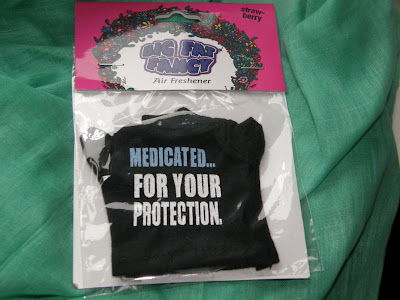 straw-
berry
BIG FAT
FANCY
Air Freshener
MEDICATED...
FOR YOUR
PROTECTION.